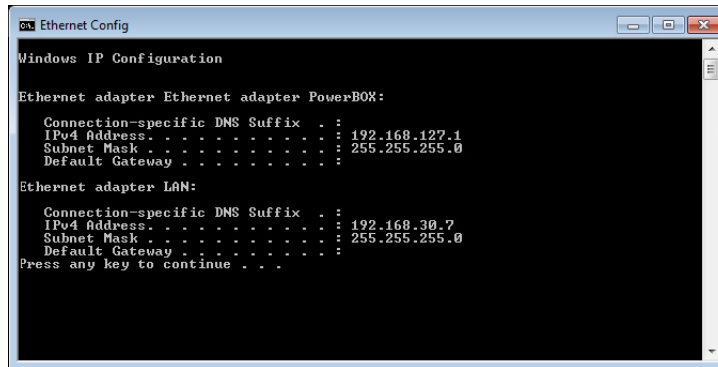 Ethernet Config
Windows IP Configuration
Ethernet adapter Ethernet adapter PowerBOX:
Connection-specific DNS Suffix  . :
IPv4 Address. . . . . . . . . . . : 192.168.127.1
Subnet Mask . . . . . . . . . . . : 255.255.255.0
Default Gateway . . . . . . . . . :
Ethernet adapter LAN:
Connection-specific DNS Suffix  . :
IPv4 Address. . . . . . . . . . . : 192.168.30.7
Subnet Mask . . . . . . . . . . . : 255.255.255.0
Default Gateway . . . . . . . . . :
Press any key to continue . . .